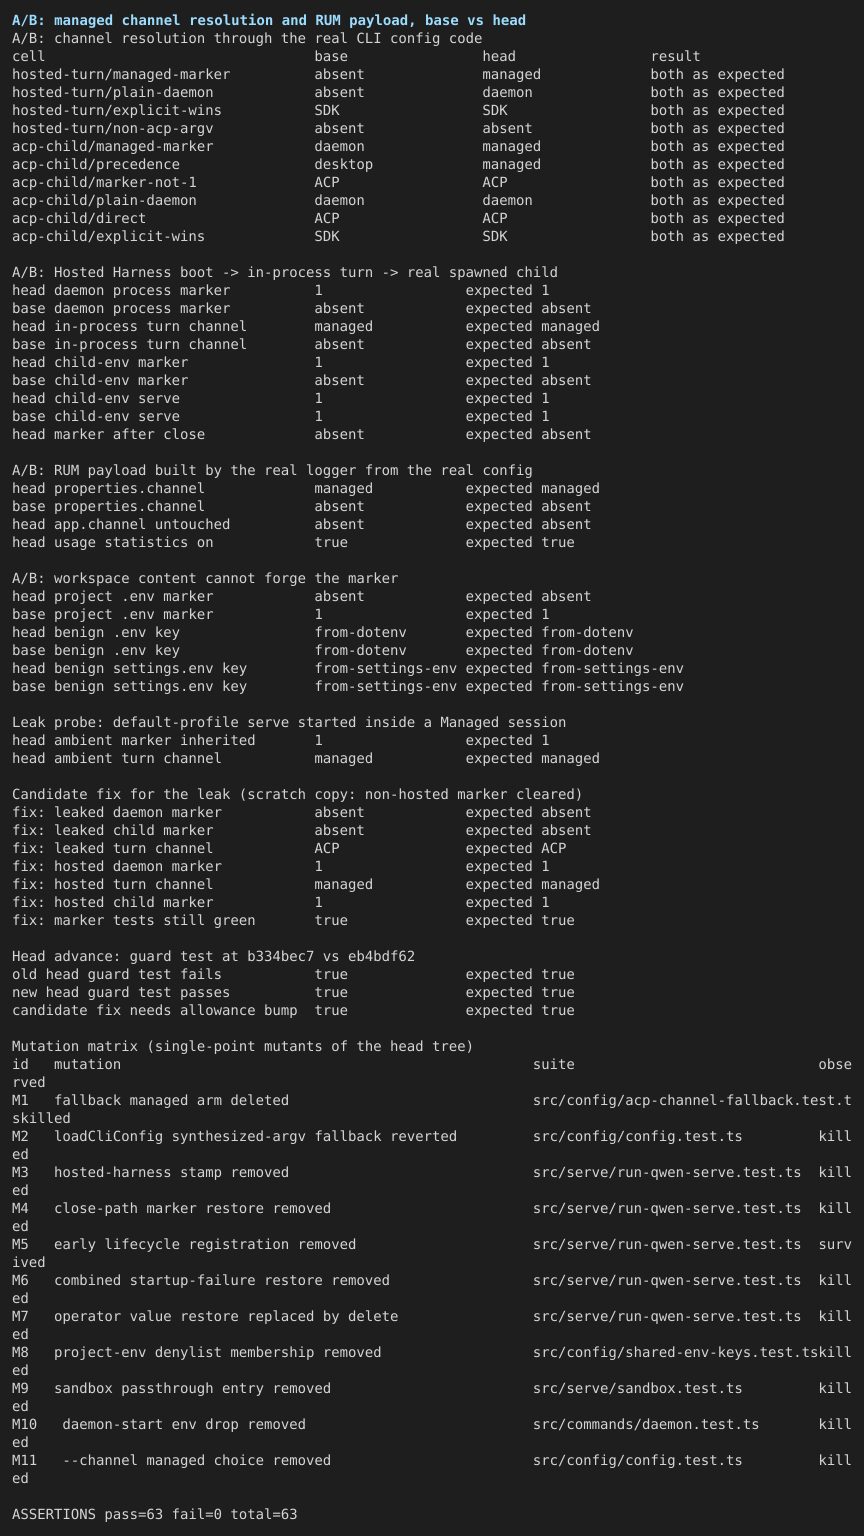 A/B: managed channel resolution and RUM payload, base vs head
A/B: channel resolution through the real CLI config code
cell                                base                head                result
hosted-turn/managed-marker          absent              managed             both as expected
hosted-turn/plain-daemon            absent              daemon              both as expected
hosted-turn/explicit-wins           SDK                 SDK                 both as expected
hosted-turn/non-acp-argv            absent              absent              both as expected
acp-child/managed-marker            daemon              managed             both as expected
acp-child/precedence                desktop             managed             both as expected
acp-child/marker-not-1              ACP                 ACP                 both as expected
acp-child/plain-daemon              daemon              daemon              both as expected
acp-child/direct                    ACP                 ACP                 both as expected
acp-child/explicit-wins             SDK                 SDK                 both as expected

A/B: Hosted Harness boot -> in-process turn -> real spawned child
head daemon process marker          1                 expected 1
base daemon process marker          absent            expected absent
head in-process turn channel        managed           expected managed
base in-process turn channel        absent            expected absent
head child-env marker               1                 expected 1
base child-env marker               absent            expected absent
head child-env serve                1                 expected 1
base child-env serve                1                 expected 1
head marker after close             absent            expected absent

A/B: RUM payload built by the real logger from the real config
head properties.channel             managed           expected managed
base properties.channel             absent            expected absent
head app.channel untouched          absent            expected absent
head usage statistics on            true              expected true

A/B: workspace content cannot forge the marker
head project .env marker            absent            expected absent
base project .env marker            1                 expected 1
head benign .env key                from-dotenv       expected from-dotenv
base benign .env key                from-dotenv       expected from-dotenv
head benign settings.env key        from-settings-env expected from-settings-env
base benign settings.env key        from-settings-env expected from-settings-env

Leak probe: default-profile serve started inside a Managed session
head ambient marker inherited       1                 expected 1
head ambient turn channel           managed           expected managed

Candidate fix for the leak (scratch copy: non-hosted marker cleared)
fix: leaked daemon marker           absent            expected absent
fix: leaked child marker            absent            expected absent
fix: leaked turn channel            ACP               expected ACP
fix: hosted daemon marker           1                 expected 1
fix: hosted turn channel            managed           expected managed
fix: hosted child marker            1                 expected 1
fix: marker tests still green       true              expected true

Head advance: guard test at b334bec7 vs eb4bdf62
old head guard test fails           true              expected true
new head guard test passes          true              expected true
candidate fix needs allowance bump  true              expected true

Mutation matrix (single-point mutants of the head tree)
id   mutation                                                 suite                             obse
rved
M1   fallback managed arm deleted                             src/config/acp-channel-fallback.test.t
skilled
M2   loadCliConfig synthesized-argv fallback reverted         src/config/config.test.ts         kill
ed
M3   hosted-harness stamp removed                             src/serve/run-qwen-serve.test.ts  kill
ed
M4   close-path marker restore removed                        src/serve/run-qwen-serve.test.ts  kill
ed
M5   early lifecycle registration removed                     src/serve/run-qwen-serve.test.ts  surv
ived
M6   combined startup-failure restore removed                 src/serve/run-qwen-serve.test.ts  kill
ed
M7   operator value restore replaced by delete                src/serve/run-qwen-serve.test.ts  kill
ed
M8   project-env denylist membership removed                  src/config/shared-env-keys.test.tskill
ed
M9   sandbox passthrough entry removed                        src/serve/sandbox.test.ts         kill
ed
M10   daemon-start env drop removed                           src/commands/daemon.test.ts       kill
ed
M11   --channel managed choice removed                        src/config/config.test.ts         kill
ed

ASSERTIONS pass=63 fail=0 total=63